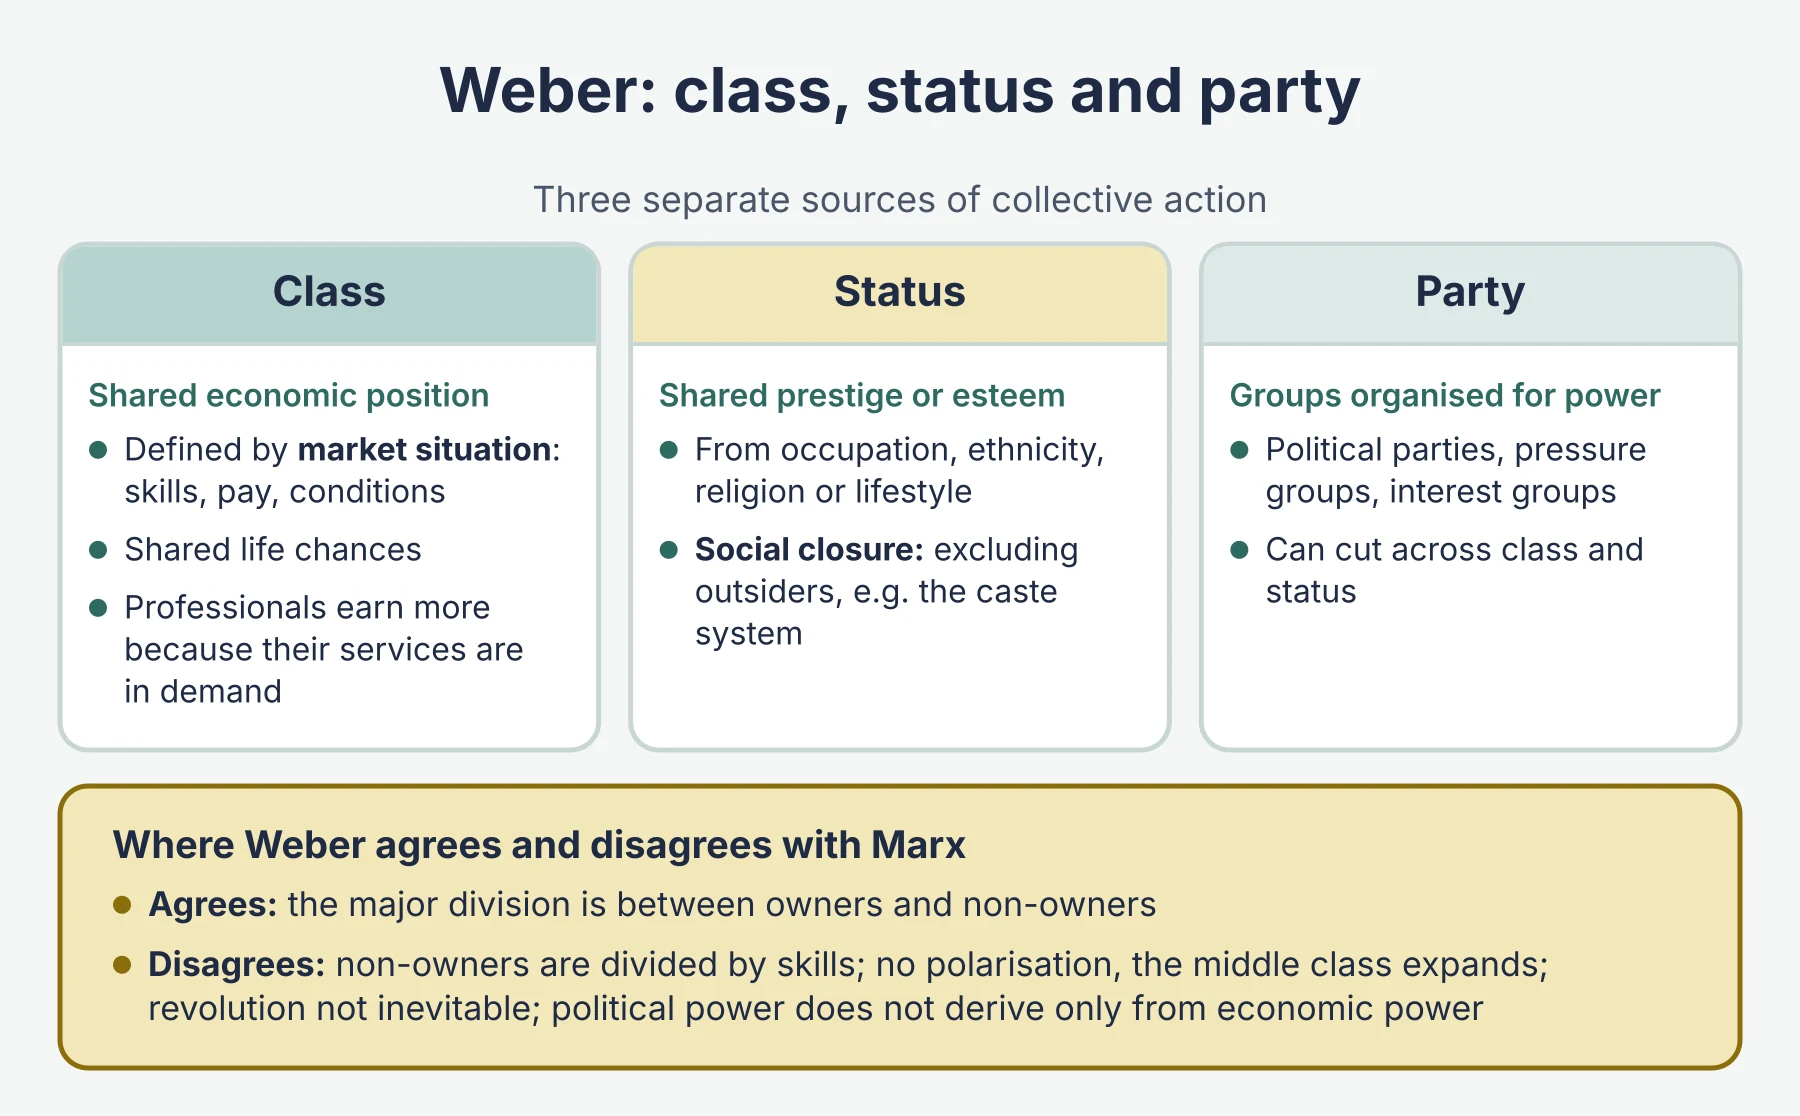 Weber: class, status and party
Three separate sources of collective action
Class
Shared economic position
Defined by market situation:
skills, pay, conditions
Shared life chances
Professionals earn more
because their services are
in demand
Status
Shared prestige or esteem
From occupation, ethnicity,
religion or lifestyle
Social closure: excluding
outsiders, e.g. the caste
system
Party
Groups organised for power
Political parties, pressure
groups, interest groups
Can cut across class and
status
Where Weber agrees and disagrees with Marx
Agrees: the major division is between owners and non-owners
Disagrees: non-owners are divided by skills; no polarisation, the middle class expands;
revolution not inevitable; political power does not derive only from economic power